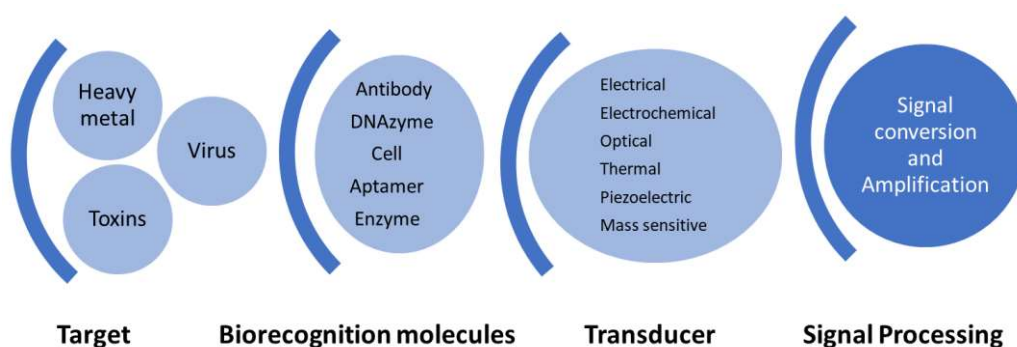 Heavy
metal
Virus
Toxins
Antibody
DNAzyme
Cell
Aptamer
Enzyme
Electrical
Electrochemical
Optical
Thermal
Piezoelectric
Mass sensitive
Signal
conversion
and
Amplification
Target
Biorecognition molecules
Transducer
Signal Processing